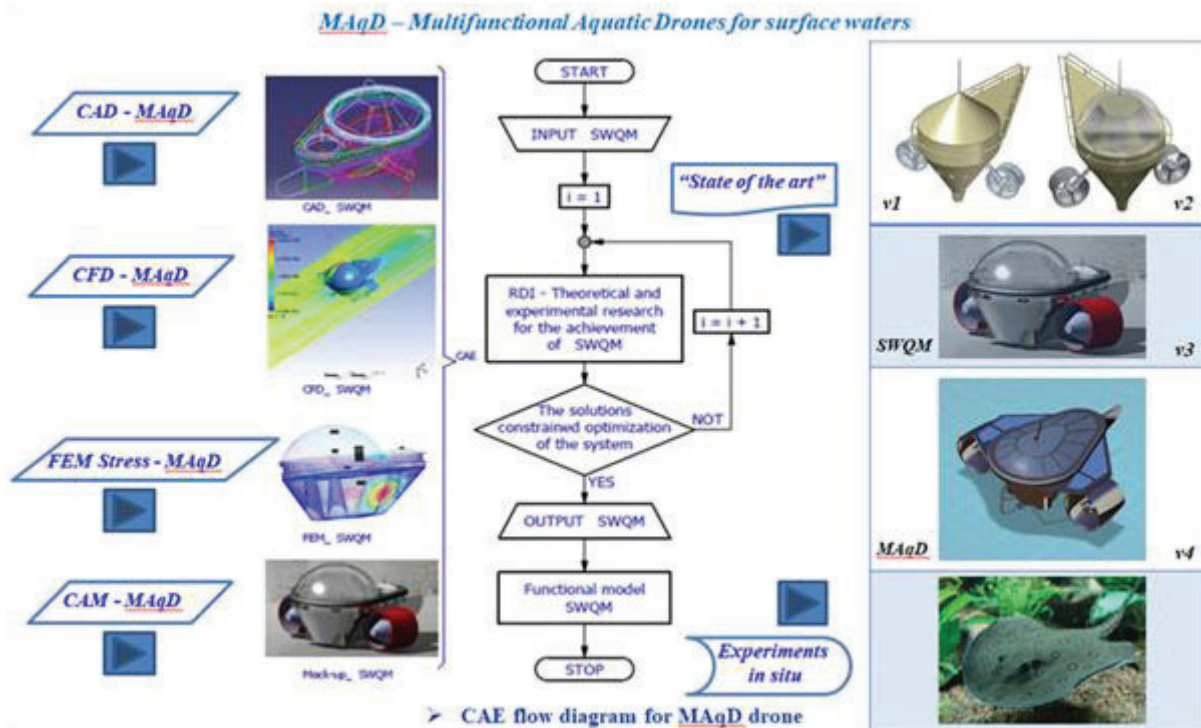 MAqD – Multifunctional Aquatic Drones for surface waters
CAD - MAqD
CAD_ SWQM
CFD - MAqD
CFD_ SWQM
FEM Stress - MAqD
FEM_ SWQM
CAM - MAqD
Mock-up_ SWQM
CAE
START
INPUT SWQM
i = 1
RDI - Theoretical and
experimental research
for the achievement
of SWQM
i = i + 1
The solutions
constrained optimization
of the system
NOT
YES
OUTPUT SWQM
Functional model
SWQM
STOP
“State of the art”
Experiments
in situ
➢ CAE flow diagram for MAqD drone
v1
v2
SWQM
v3
MAqD
v4